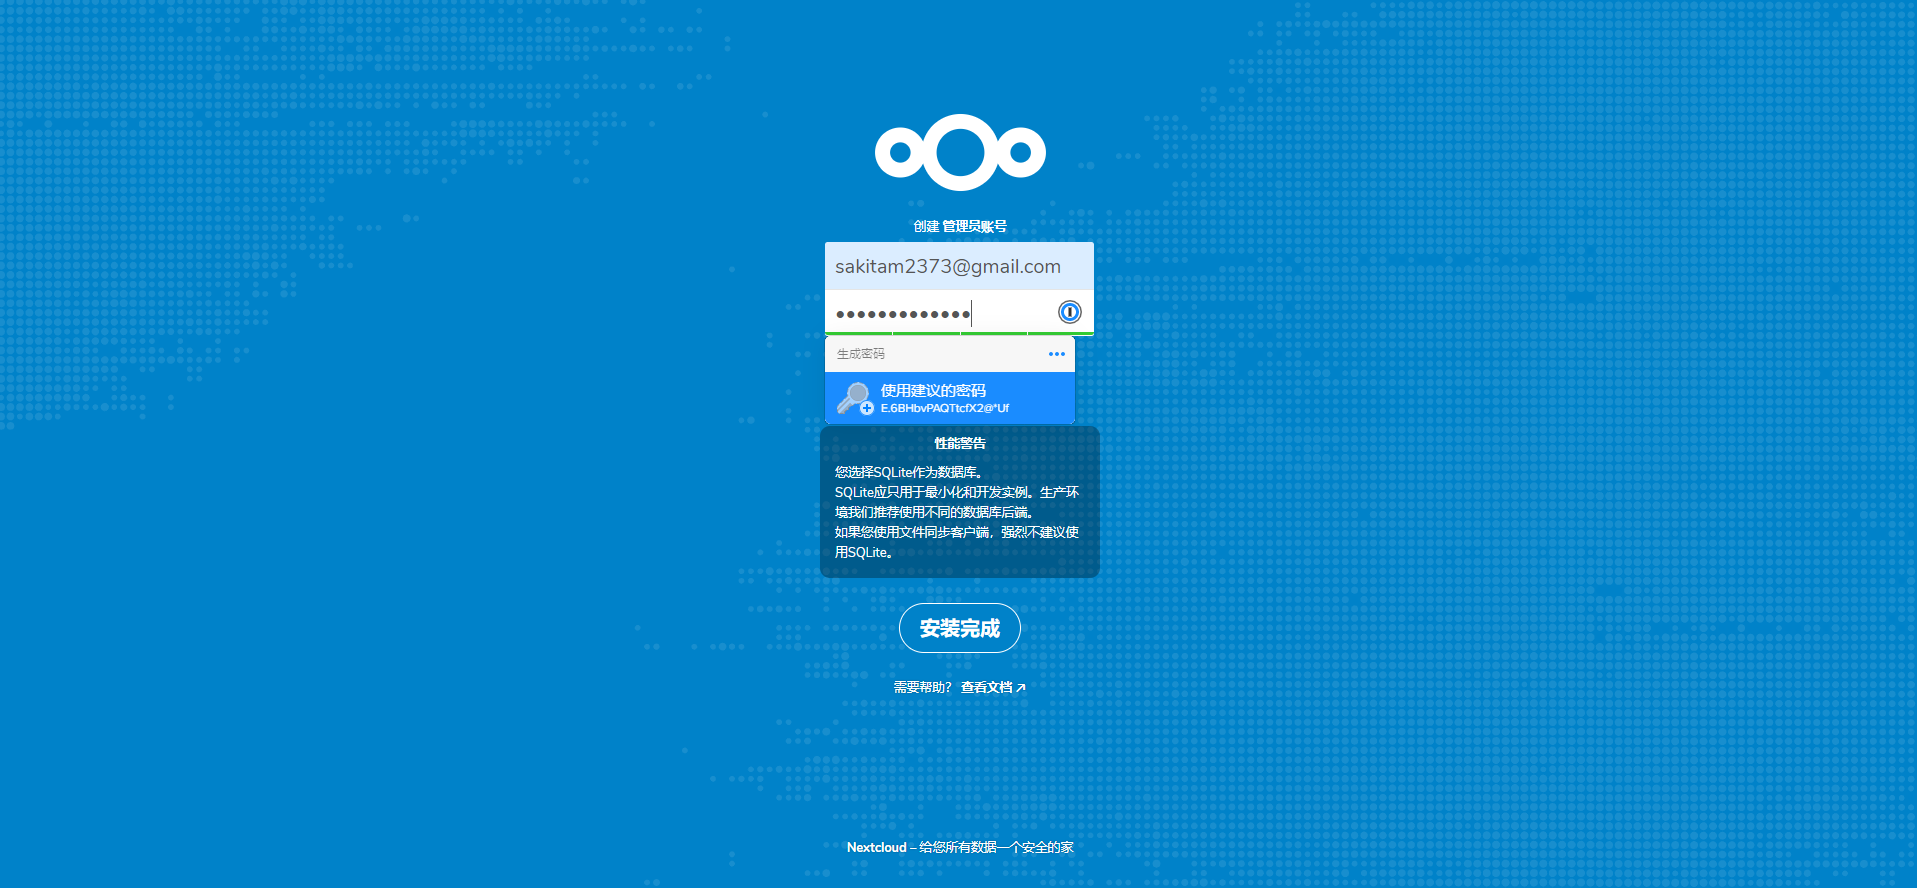 创建 管理员账号
sakitam2373@gmail.com
生成密码
使用建议的密码
E.6BHbvPAQTtcfX2@*Uf
性能警告
您选择SQLite作为数据库。
SQLite应只用于最小化和开发实例。生产环
境我们推荐使用不同的数据库后端。
如果您使用文件同步客户端，强烈不建议使
用SQLite。
安装完成
需要帮助? 查看文档 ↗
Nextcloud – 给您所有数据一个安全的家